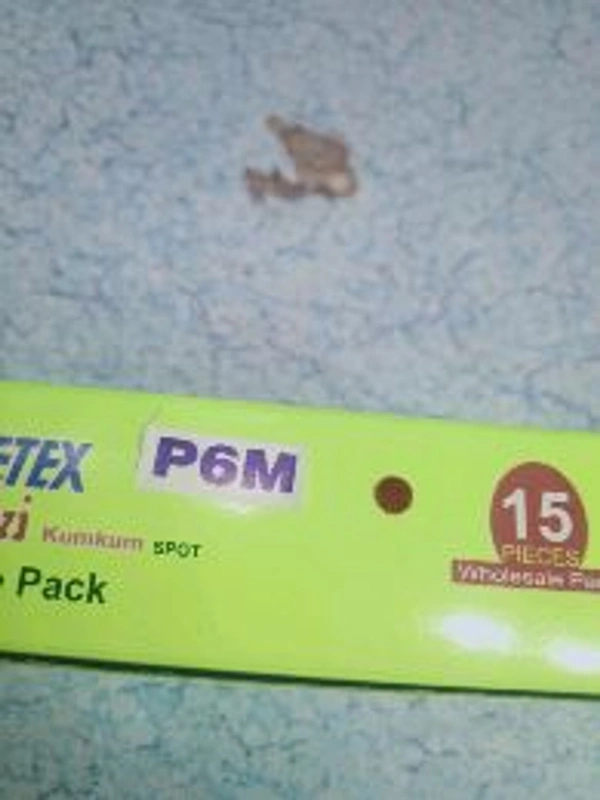 ETEX
P6M
zi Kumkum SPOT
Pack
15
PIECES
Wholesale Pa